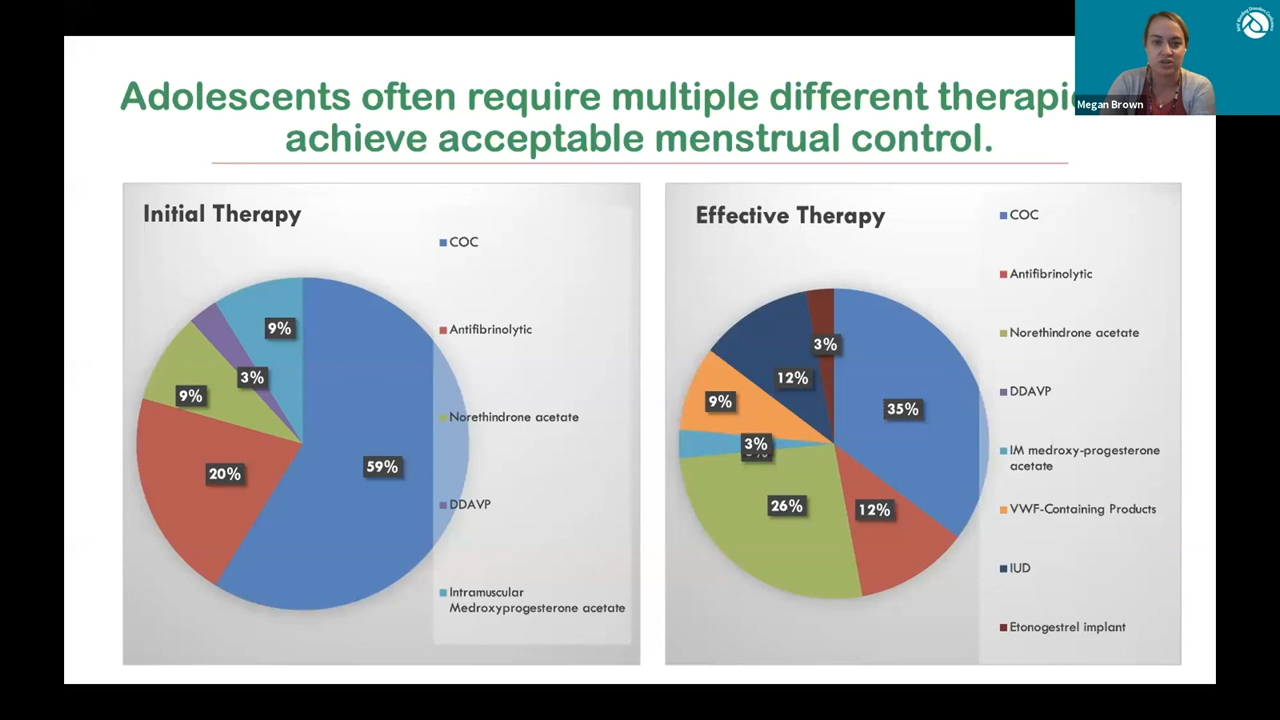 Adolescents often require multiple different
achieve acceptable menstrual control.
Megan Brown
Initial Therapy
COC
Antifibrinolytic
Norethindrone acetate
DDAVP
Intramuscular
Medroxyprogesterone acetate
9%
3%
9%
20%
59%
Effective Therapy
COC
Antifibrinolytic
Norethindrone acetate
DDAVP
IM medroxy-progesterone
acetate
VWF-Containing Products
IUD
Etonogestrel implant
3%
12%
35%
9%
3%
26%
12%